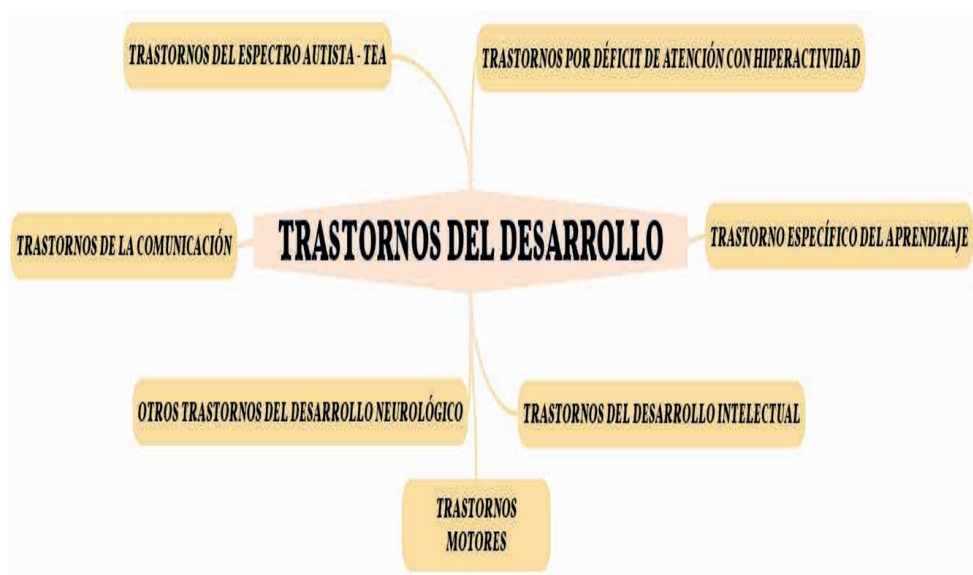 TRASTORNOS DEL ESPECTRO AUTISTA - TEA
TRASTORNOS POR DÉFICIT DE ATENCIÓN CON HIPERACTIVIDAD
TRASTORNOS DE LA COMUNICACIÓN
TRASTORNOS DEL DESARROLLO
TRASTORNO ESPECÍFICO DEL APRENDIZAJE
OTROS TRASTORNOS DEL DESARROLLO NEUROLÓGICO
TRASTORNOS DEL DESARROLLO INTELECTUAL
TRASTORNOS
MOTORES